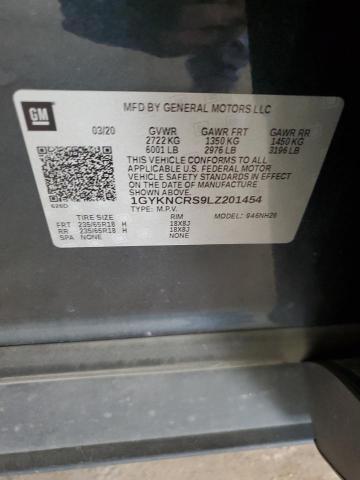 GM
MFD BY GENERAL MOTORS LLC
03/20 GVWR GAWR FRT GAWR RR
2722 KG 1350 KG 1450 KG
6001 LB 2976 LB 3196 LB
THIS VEHICLE CONFORMS TO ALL
APPLICABLE U.S. FEDERAL MOTOR
VEHICLE SAFETY STANDARDS IN EFFECT
ON THE DATE OF MANUFACTURE
SHOWN ABOVE.
1GYKNCRS9LZ201454
TYPE: M.P.V. MODEL: 946NH26
626D
TIRE SIZE RIM
FRT 235/65R18 H 18X8J
RR 235/65R18 H 18X8J
SPA NONE NONE